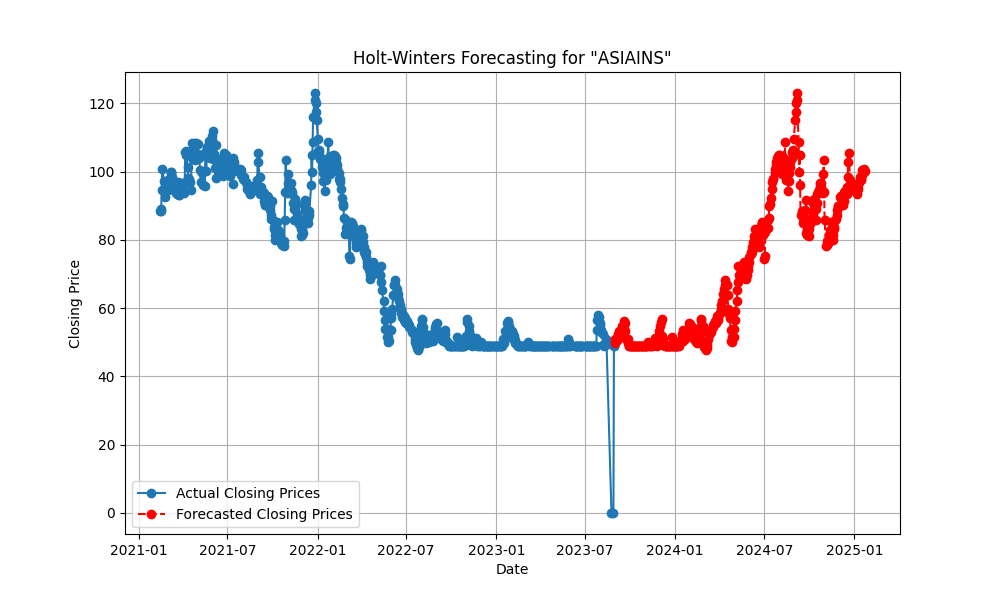 Holt-Winters Forecasting for "ASIAINS"
120
100
80
60
40
20
0
Closing Price
Actual Closing Prices
Forecasted Closing Prices
2021-01 2021-07 2022-01 2022-07 2023-01 2023-07 2024-01 2024-07 2025-01
Date